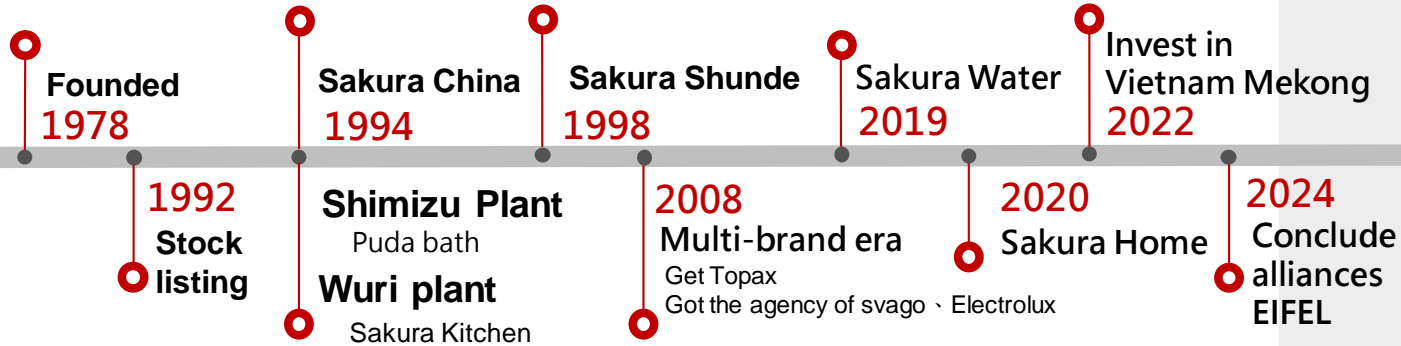 Founded
1978
1992
Stock
listing
Sakura China
1994
Shimizu Plant
Puda bath
Wuri plant
Sakura Kitchen
Sakura Shunde
1998
2008
Multi-brand era
Get Topax
Got the agency of svago、Electrolux
Sakura Water
2019
2020
Sakura Home
Invest in
Vietnam Mekong
2022
2024
Conclude
alliances
EIFEL